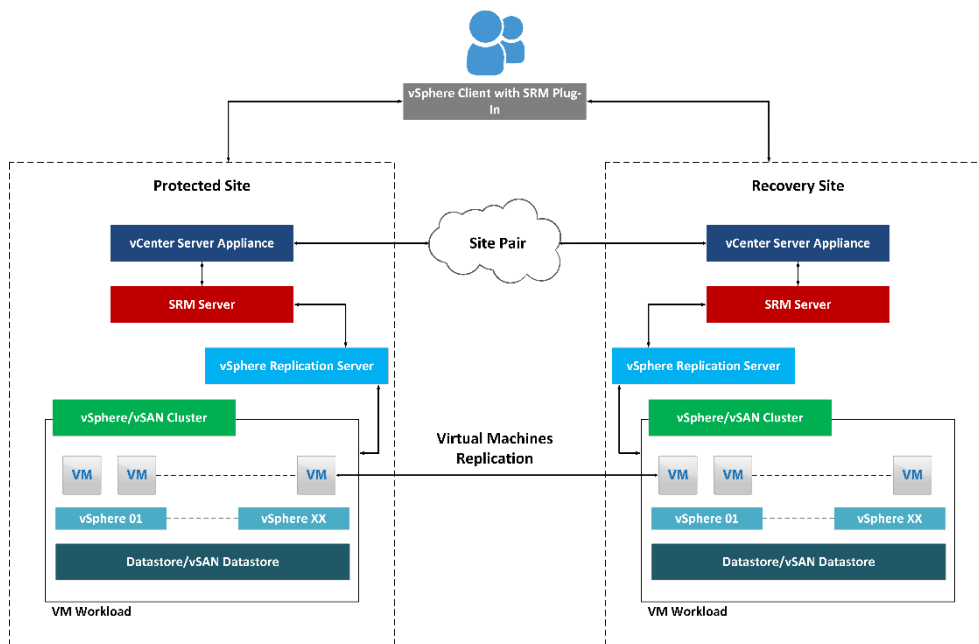 vSphere Client with SRM Plug-
In
Protected Site
Recovery Site
vCenter Server Appliance
Site Pair
vCenter Server Appliance
SRM Server
SRM Server
vSphere Replication Server
vSphere Replication Server
vSphere/vSAN Cluster
vSphere/vSAN Cluster
Virtual Machines
Replication
VM
VM
VM
VM
VM
VM
vSphere 01
vSphere XX
vSphere 01
vSphere XX
Datastore/vSAN Datastore
Datastore/vSAN Datastore
VM Workload
VM Workload